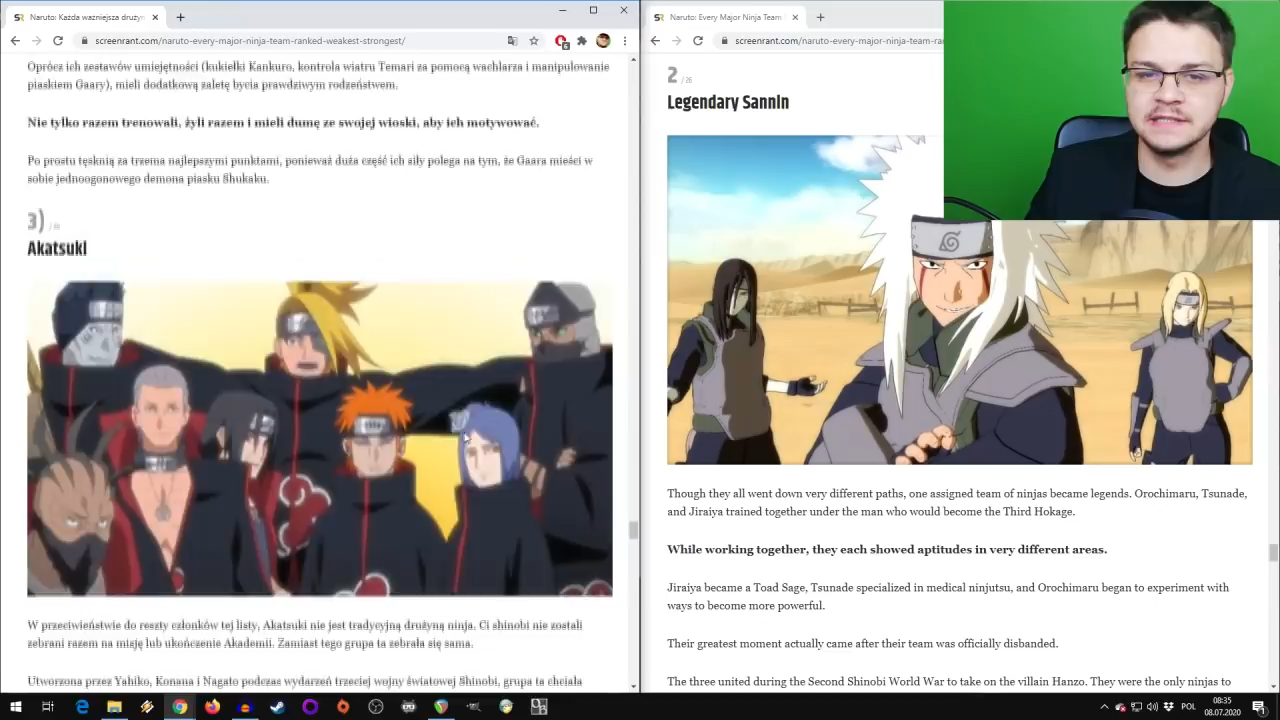 Naruto: Każda ważniejsza drużyn
Naruto: Every Major Ninja Team
screenrant.com/naruto-every-major-ninja-team-ranked-weakest-strongest/
screenrant.com/naruto-every-major-ninja-team-ran
Oprócz ich zestawów umiejętności (kukiełki Kankuro, kontrola wiatru Temari za pomocą wachlarza i manipulowanie
piaskiem Gaary), mieli dodatkową zaletę bycia prawdziwym rodzeństwem.
Nie tylko razem trenowali, żyli razem i mieli dumę ze swojej wioski, aby ich motywować.
Po prostu tęsknią za trzema najlepszymi punktami, ponieważ duża część ich siły polega na tym, że Gaara mieści w
sobie jednoogonowego demona piasku Shukaku.
3)
Akatsuki
W przeciwieństwie do reszty członków tej listy, Akatsuki nie jest tradycyjną drużyną ninja. Ci shinobi nie zostali
zebrani razem na misję lub ukończenie Akademii. Zamiast tego grupa ta zebrała się sama.
Utworzona przez Yahiko, Konana i Nagato podczas wydarzeń trzeciej wojny światowej Shinobi, grupa ta chciała
2 / 26
Legendary Sannin
Though they all went down very different paths, one assigned team of ninjas became legends. Orochimaru, Tsunade,
and Jiraiya trained together under the man who would become the Third Hokage.
While working together, they each showed aptitudes in very different areas.
Jiraiya became a Toad Sage, Tsunade specialized in medical ninjutsu, and Orochimaru began to experiment with
ways to become more powerful.
Their greatest moment actually came after their team was officially disbanded.
The three united during the Second Shinobi World War to take on the villain Hanzo. They were the only ninjas to
POL
08:35
08.07.2020